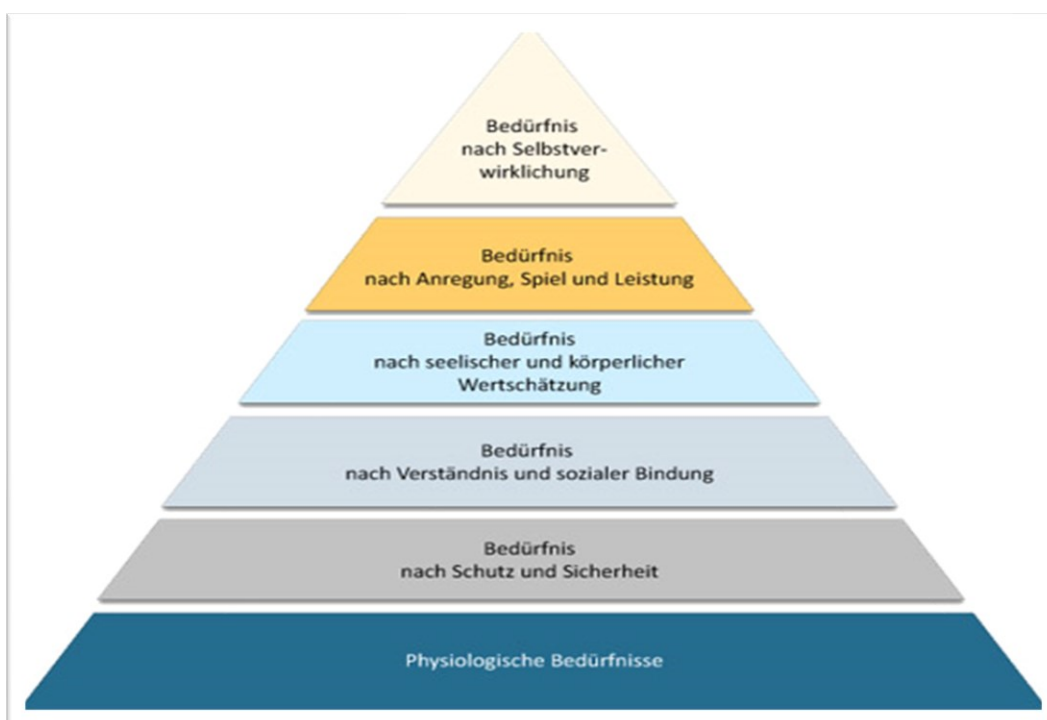 Bedürfnis
nach Selbstver-
wirklichung
Bedürfnis
nach Anregung, Spiel und Leistung
Bedürfnis
nach seelischer und körperlicher
Wertschätzung
Bedürfnis
nach Verständnis und sozialer Bindung
Bedürfnis
nach Schutz und Sicherheit
Physiologische Bedürfnisse